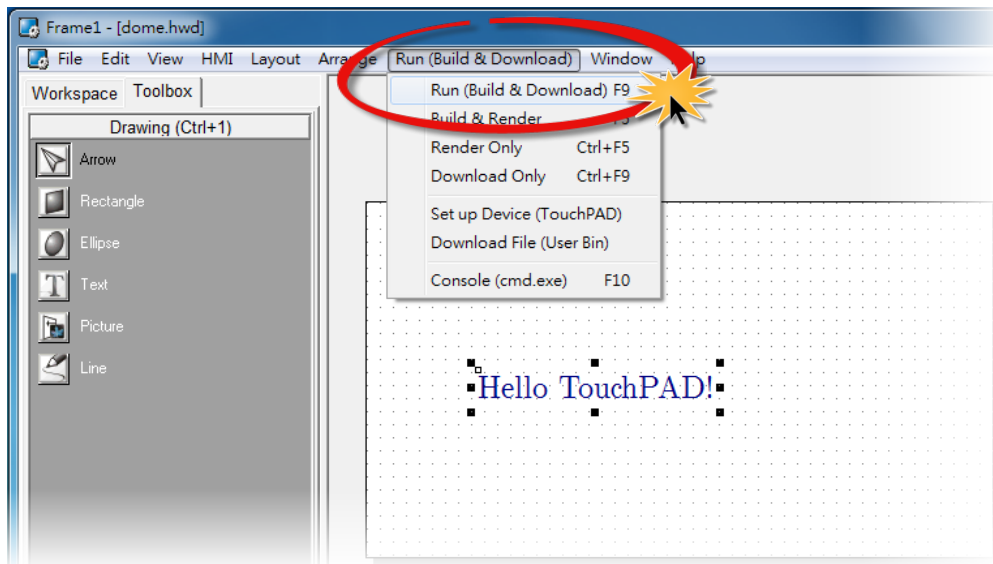 Frame1 - [dome.hwd]
File Edit View HMI Layout Arrange Run (Build & Download) Window
Workspace Toolbox
Run (Build & Download) F9
Drawing (Ctrl+1)
Build & Render F5
Arrow
Render Only Ctrl+F5
Download Only Ctrl+F9
Rectangle
Set up Device (TouchPAD)
Ellipse
Download File (User Bin)
Text
Console (cmd.exe) F10
Picture
Line
Hello TouchPAD!